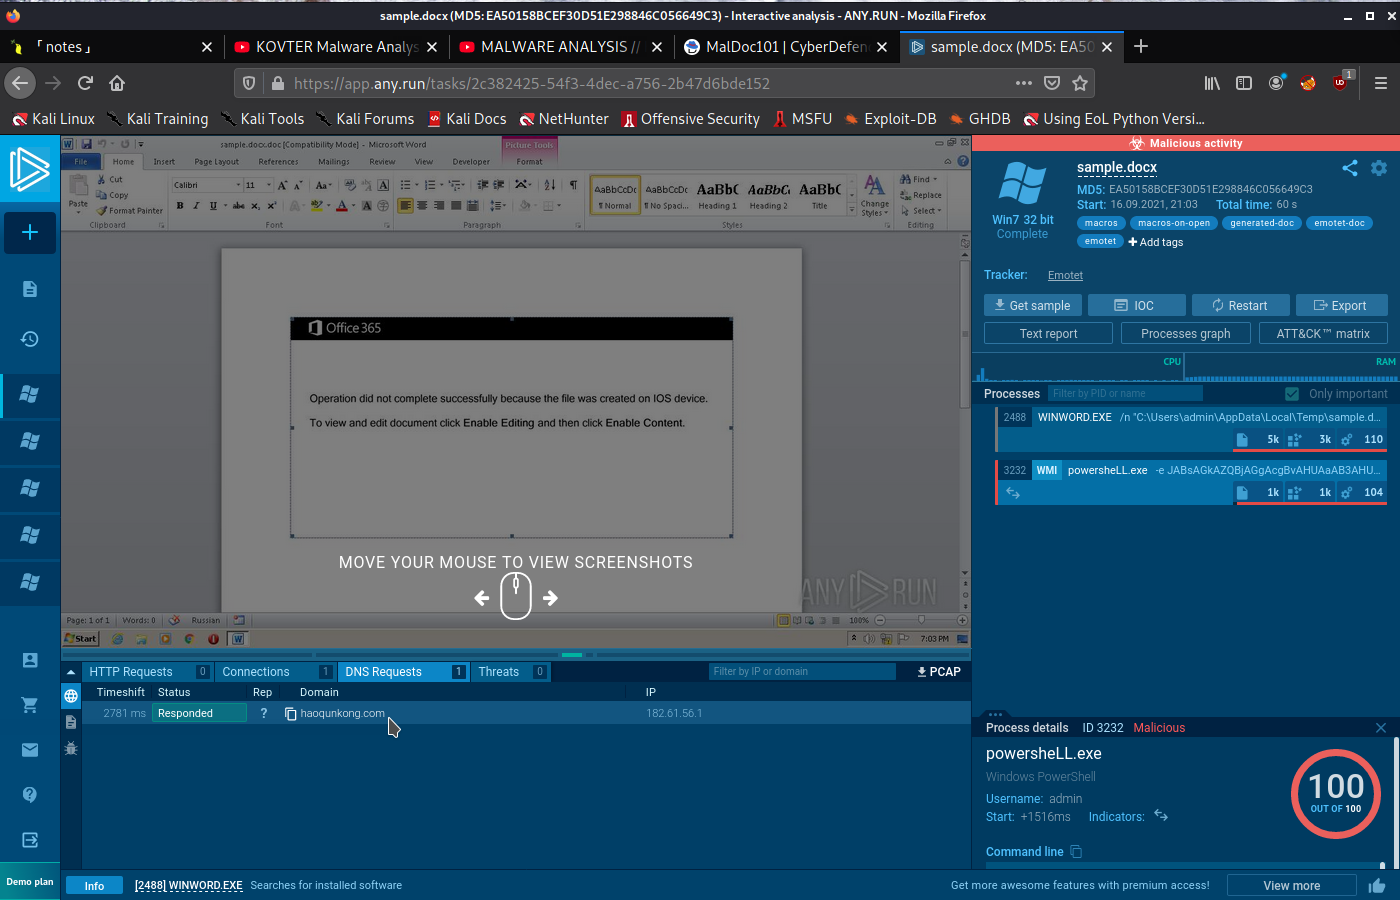 sample.docx (MD5: EA50158BCEF30D51E298846C056649C3) - Interactive analysis - ANY.RUN - Mozilla Firefox
「 notes 」
KOVTER Malware Analys
MALWARE ANALYSIS //
MalDoc101 | CyberDefen
sample.docx (MD5: EA50
https://app.any.run/tasks/2c382425-54f3-4dec-a756-2b47d6bde152
1
Kali Linux Kali Training Kali Tools Kali Forums Kali Docs NetHunter Offensive Security MSFU Exploit-DB GHDB Using EoL Python Versi...
sample.docx.doc [Compatibility Mode] - Microsoft Word
Picture Tools
File Home Insert Page Layout References Mailings Review View Developer Format
Paste
Cut
Copy
Format Painter
Clipboard
Calibri 11
Font
Paragraph
AaBbCcDc AaBbCcDc AaBbC AaBbCc AaBbC
¶ Normal ¶ No Spaci... Heading 1 Heading 2 Title
Change Styles
Styles
Find
Replace
Select
Editing
Office 365
Operation did not complete successfully because the file was created on IOS device.
To view and edit document click Enable Editing and then click Enable Content.
MOVE YOUR MOUSE TO VIEW SCREENSHOTS
ANY RUN
Page: 1 of 1 Words: 0 Russian 100%
Start 7:03 PM
HTTP Requests 0 Connections 1 DNS Requests 1 Threats 0 Filter by IP or domain PCAP
Timeshift Status Rep Domain IP
2781 ms Responded ? haoqunkong.com 182.61.56.1
Malicious activity
Win7 32 bit
Complete
sample.docx
MD5: EA50158BCEF30D51E298846C056649C3
Start: 16.09.2021, 21:03 Total time: 60 s
macros macros-on-open generated-doc emotet-doc
emotet Add tags
Tracker: Emotet
Get sample IOC Restart Export
Text report Processes graph ATT&CK™ matrix
CPU RAM
Processes Filter by PID or name Only important
2488 WINWORD.EXE /n "C:\Users\admin\AppData\Local\Temp\sample.d...
5k 3k 110
3232 WMI powersheLL.exe -e JABsAGkAZQBjAGgAcgBvAHUAaAB3AHU...
1k 1k 104
Process details ID 3232 Malicious
powersheLL.exe
Windows PowerShell
Username: admin
Start: +1516ms Indicators:
100
OUT OF 100
Command line
Demo plan
Info [2488] WINWORD.EXE Searches for installed software
Get more awesome features with premium access! View more